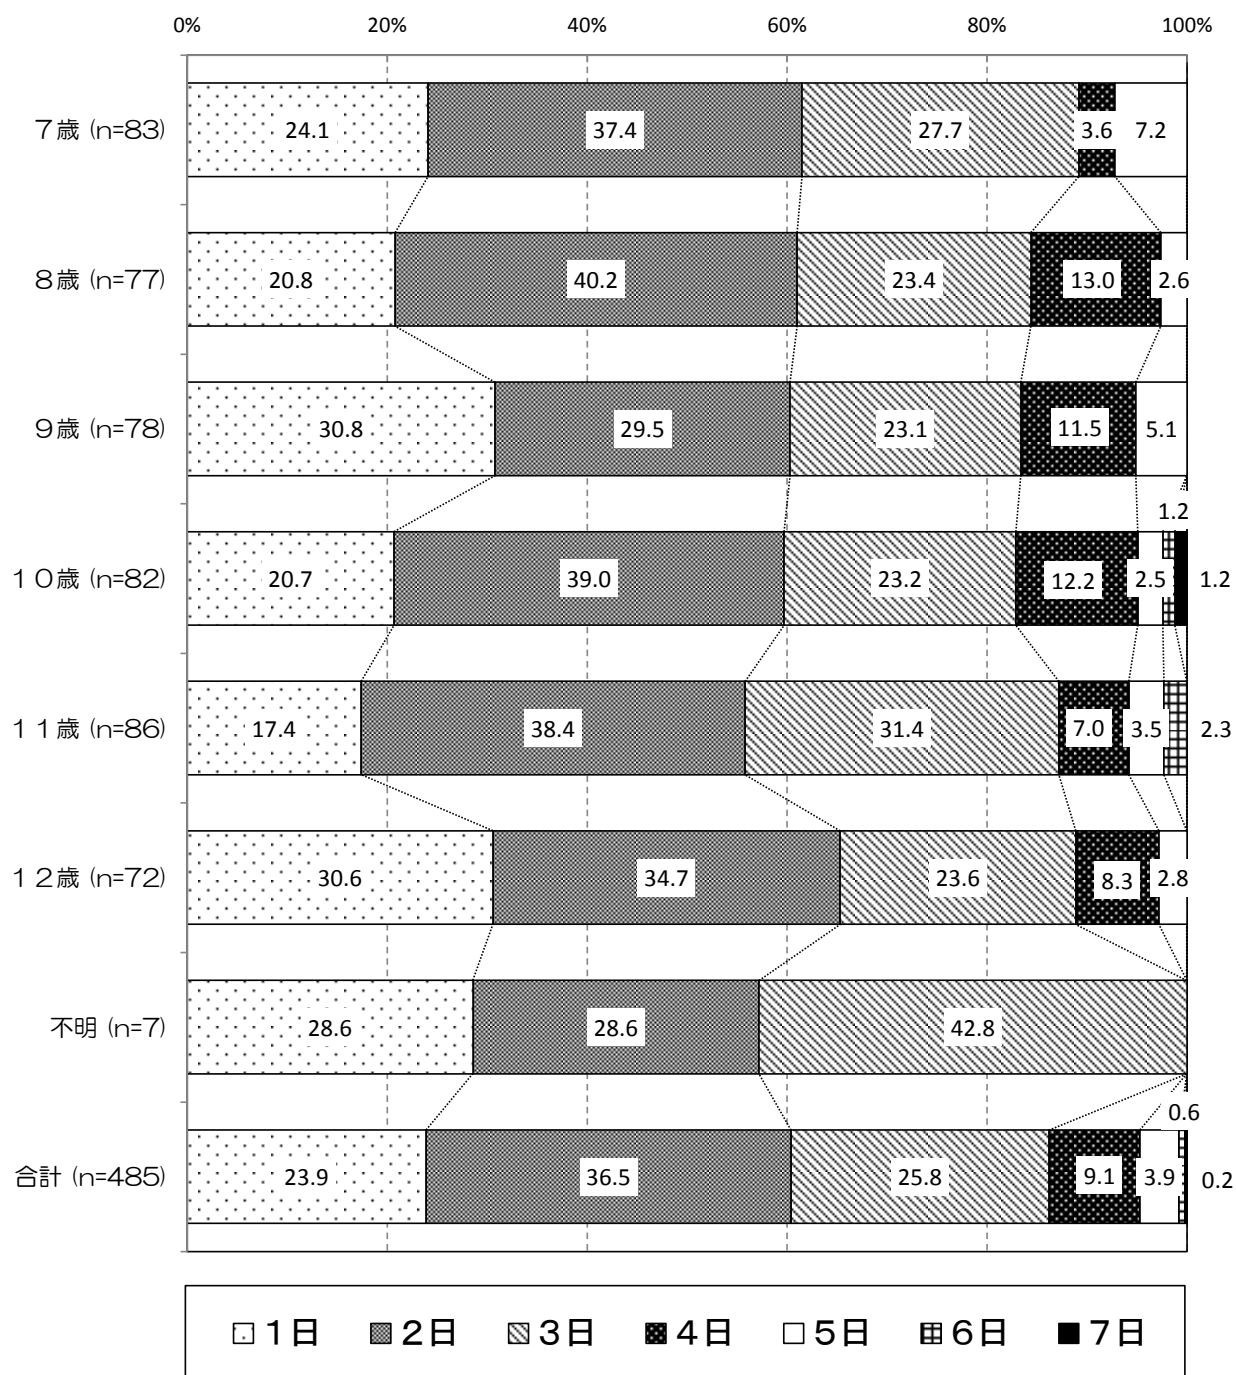 0% 20% 40% 60% 80% 100%
７歳 (n=83) 24.1 37.4 27.7 3.6 7.2
８歳 (n=77) 20.8 40.2 23.4 13.0 2.6
９歳 (n=78) 30.8 29.5 23.1 11.5 5.1
1.2
１０歳 (n=82) 20.7 39.0 23.2 12.2 2.5 1.2
１１歳 (n=86) 17.4 38.4 31.4 7.0 3.5 2.3
１２歳 (n=72) 30.6 34.7 23.6 8.3 2.8
不明 (n=7) 28.6 28.6 42.8
0.6
合計 (n=485) 23.9 36.5 25.8 9.1 3.9 0.2
１日 ２日 ３日 ４日 ５日 ６日 ７日